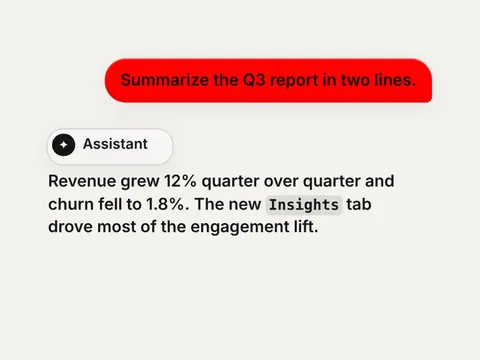 Summarize the Q3 report in two lines.
Assistant
Revenue grew 12% quarter over quarter and
churn fell to 1.8%. The new Insights tab
drove most of the engagement lift.